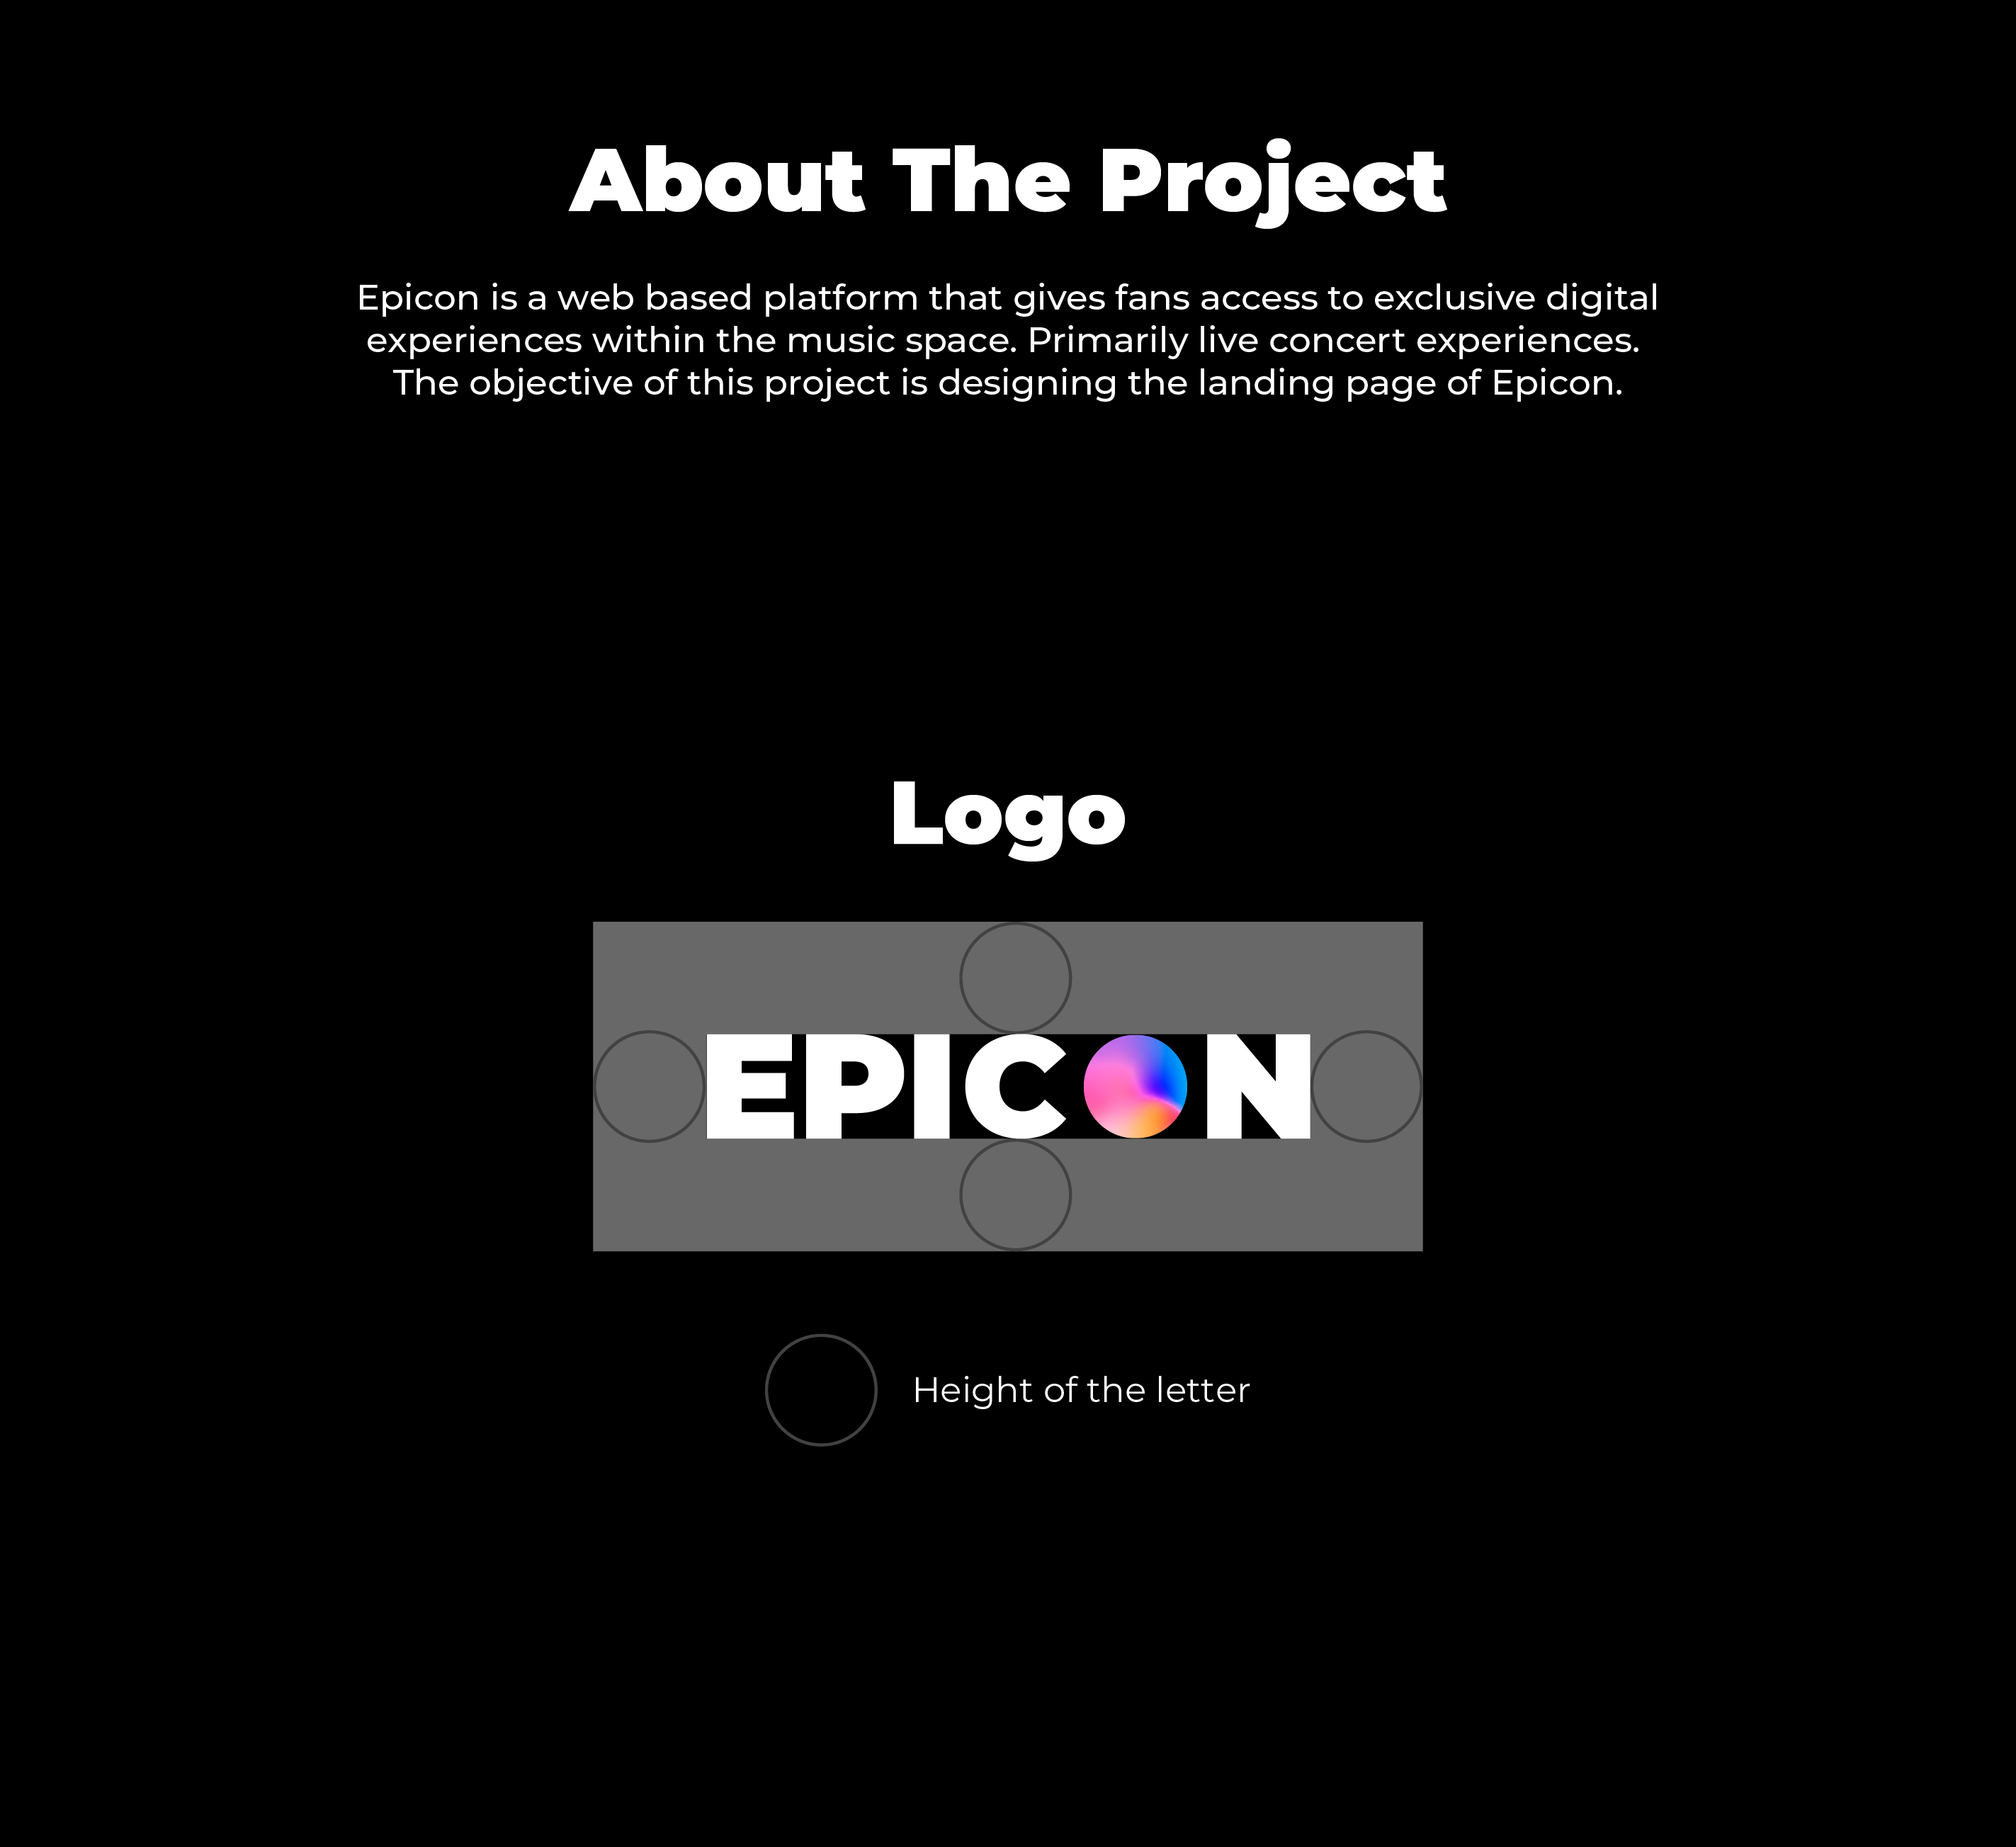 About The Project
Epicon is a web based platform that gives fans access to exclusive digital
experiences within the music space. Primarily live concert experiences.
The objective of this project is designing the landing page of Epicon.
Logo
EPICON
Height of the letter